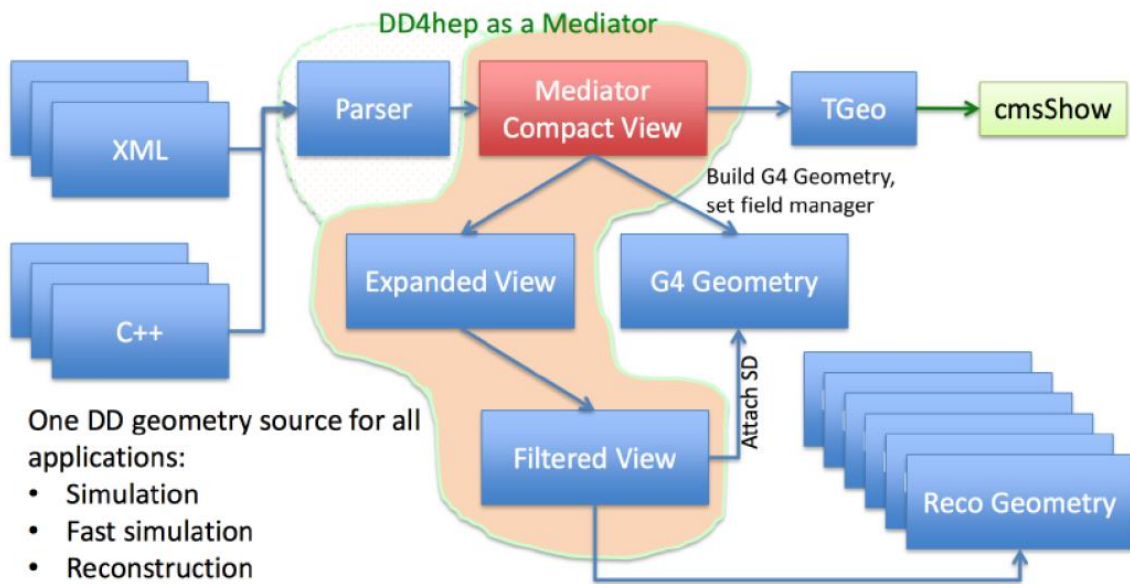 DD4hep as a Mediator
XML
C++
Parser
Mediator
Compact View
TGeo
cmsShow
Build G4 Geometry,
set field manager
Expanded View
G4 Geometry
Attach SD
Filtered View
Reco Geometry
One DD geometry source for all
applications:
• Simulation
• Fast simulation
• Reconstruction